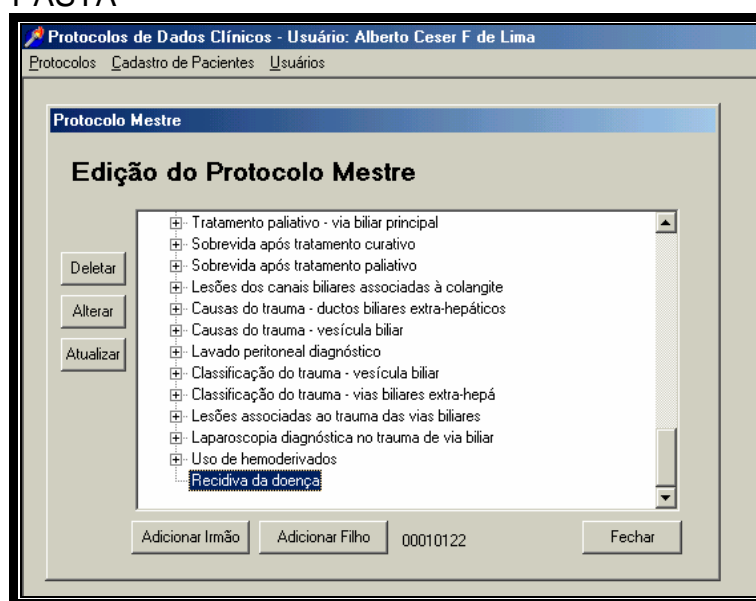 Protocolos de Dados Clínicos - Usuário: Alberto Ceser F de Lima
Protocolos Cadastro de Pacientes Usuários
Protocolo Mestre
Edição do Protocolo Mestre
Tratamento paliativo - via biliar principal
Sobrevida após tratamento curativo
Sobrevida após tratamento paliativo
Lesões dos canais biliares associadas à colangite
Causas do trauma - ductos biliares extra-hepáticos
Causas do trauma - vesícula biliar
Lavado peritoneal diagnóstico
Classificação do trauma - vesícula biliar
Classificação do trauma - vias biliares extra-hepá
Lesões associadas ao trauma das vias biliares
Laparoscopia diagnóstica no trauma de via biliar
Uso de hemoderivados
Recidiva da doença
Deletar
Alterar
Atualizar
Adicionar Irmão Adicionar Filho 00010122 Fechar